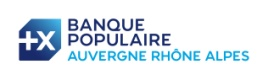 +X
BANQUE
POPULAIRE
AUVERGNE RHÔNE ALPES